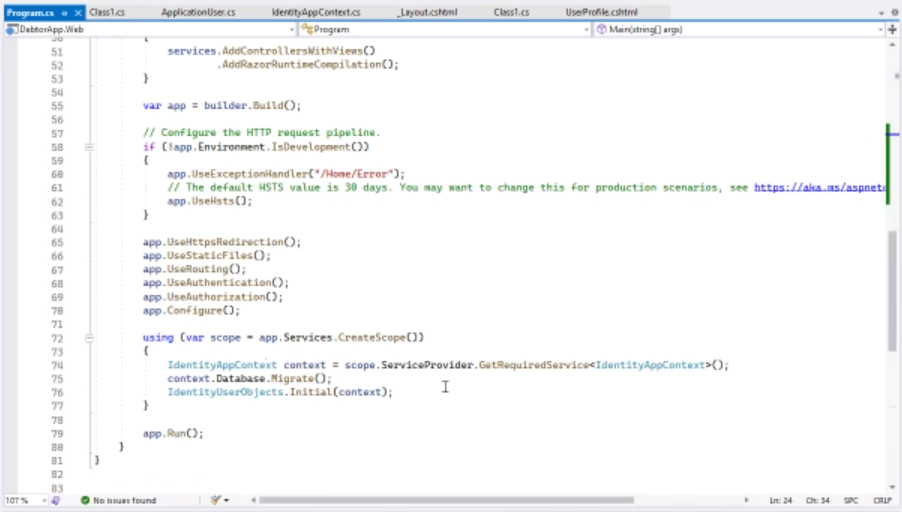 Program.cs Class1.cs ApplicationUser.cs IdentityAppContext.cs _Layout.cshtml Class1.cs UserProfile.cshtml
DebtorApp.Web Program Main(string[] args)
50 {
51 services.AddControllersWithViews()
52 .AddRazorRuntimeCompilation();
53 }
54
55 var app = builder.Build();
56
57 // Configure the HTTP request pipeline.
58 if (!app.Environment.IsDevelopment())
59 {
60 app.UseExceptionHandler("/Home/Error");
61 // The default HSTS value is 30 days. You may want to change this for production scenarios, see https://aka.ms/aspnet
62 app.UseHsts();
63 }
64
65 app.UseHttpsRedirection();
66 app.UseStaticFiles();
67 app.UseRouting();
68 app.UseAuthentication();
69 app.UseAuthorization();
70 app.Configure();
71
72 using (var scope = app.Services.CreateScope())
73 {
74 IdentityAppContext context = scope.ServiceProvider.GetRequiredService<IdentityAppContext>();
75 context.Database.Migrate();
76 IdentityUserObjects.Initial(context);
77 }
78
79 app.Run();
80 }
81 }
82
83
107 % No issues found Ln: 24 Ch: 34 SPC CRLF